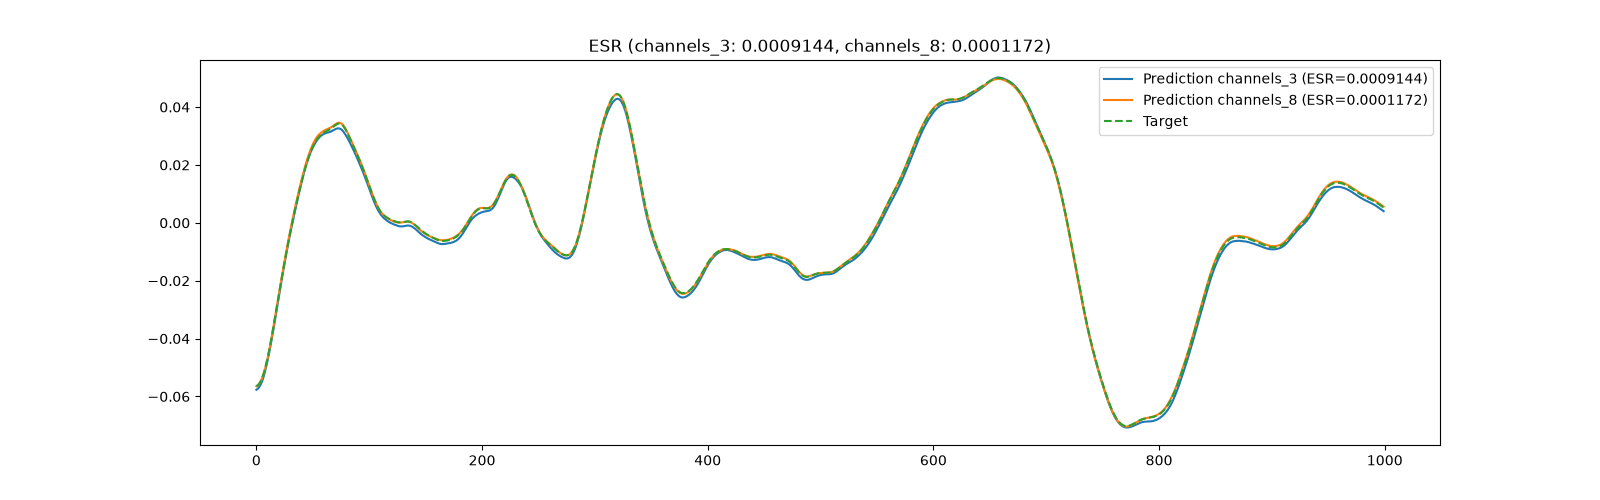 ESR (channels_3: 0.0009144, channels_8: 0.0001172)
Prediction channels_3 (ESR=0.0009144)
Prediction channels_8 (ESR=0.0001172)
Target
0.04
0.02
0.00
−0.02
−0.04
−0.06
0 200 400 600 800 1000